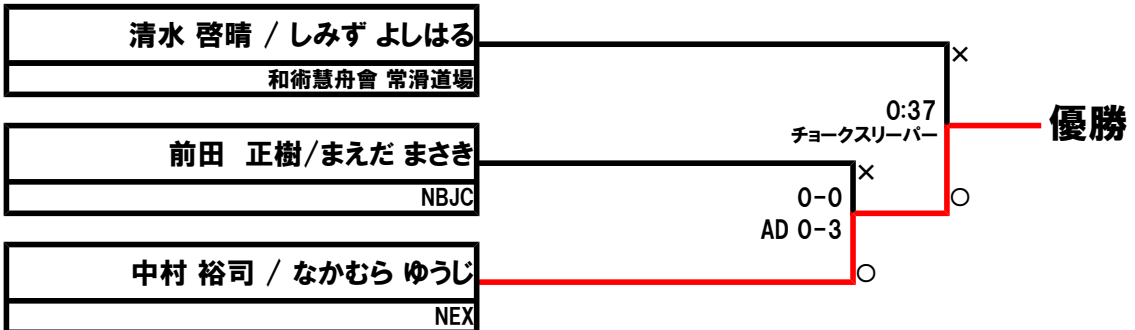 清水 啓晴 / しみず よしはる
和術慧舟會 常滑道場
×
0:37
チョークスリーパー
優勝
前田　正樹/まえだ まさき
NBJC
×
0-0
AD 0-3
○
中村 裕司 / なかむら ゆうじ
○
NEX